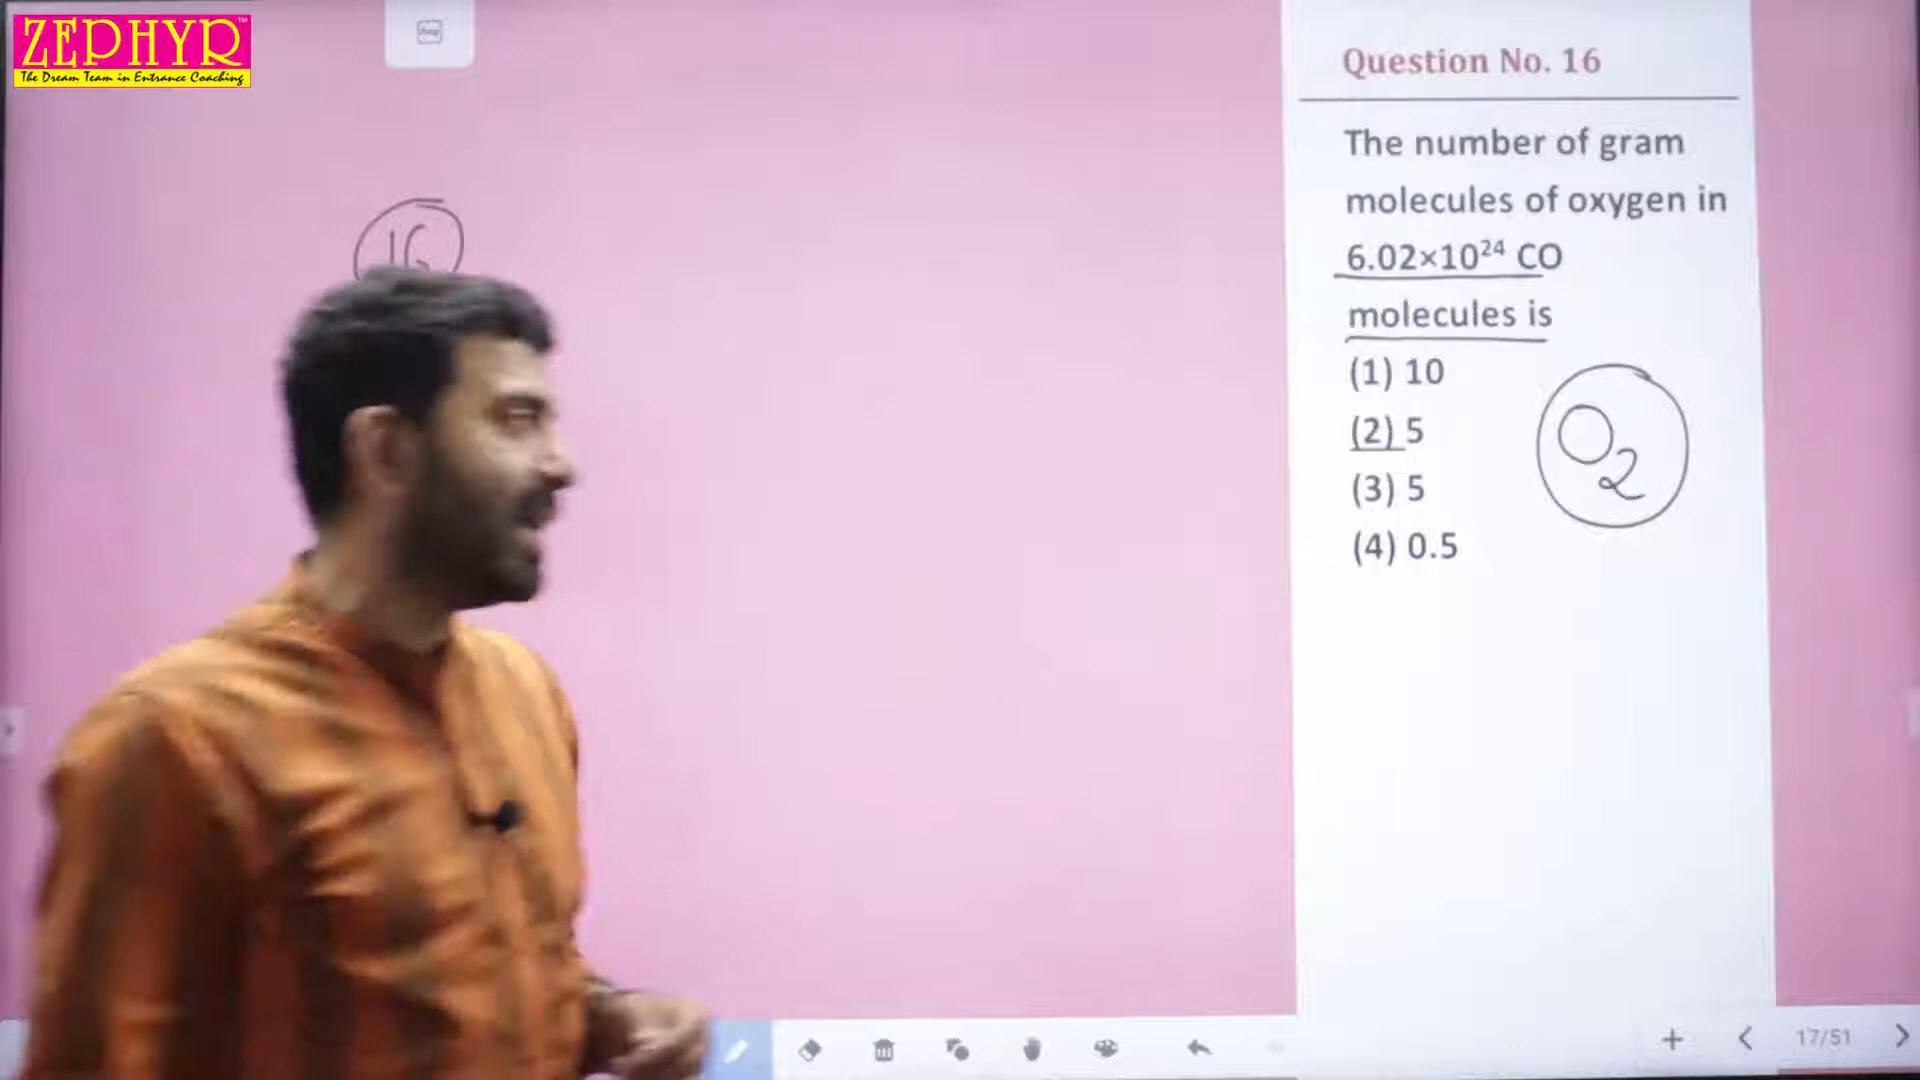 ZEPHYR™
The Dream Team in Entrance Coaching
16
Question No. 16
The number of gram
molecules of oxygen in
6.02×10²⁴ CO
molecules is
(1) 10
(2) 5
(3) 5
(4) 0.5
O₂
17/51